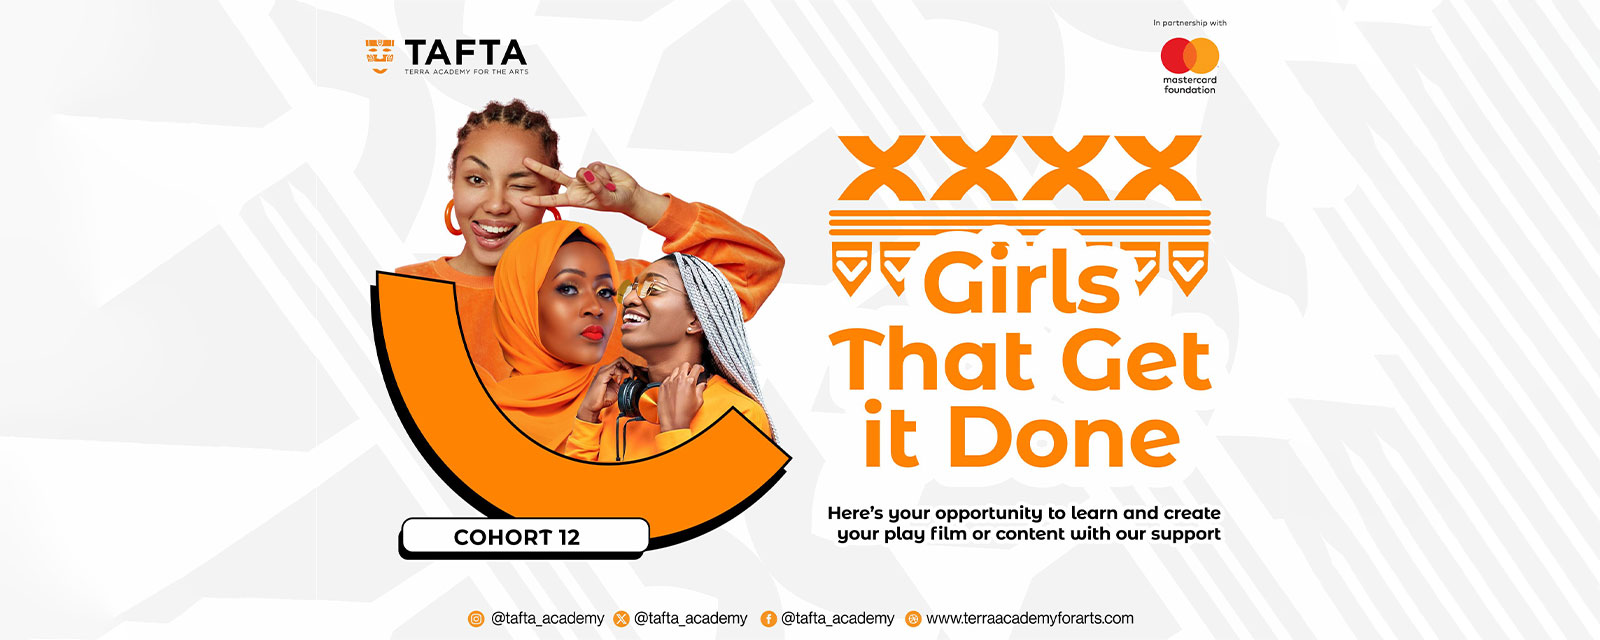 TAFTA
TERRA ACADEMY FOR THE ARTS
In partnership with
mastercard
foundation
Girls
That Get
it Done
Here's your opportunity to learn and create
your play film or content with our support
COHORT 12
@tafta_academy @tafta_academy @tafta_academy www.terraacademyforarts.com